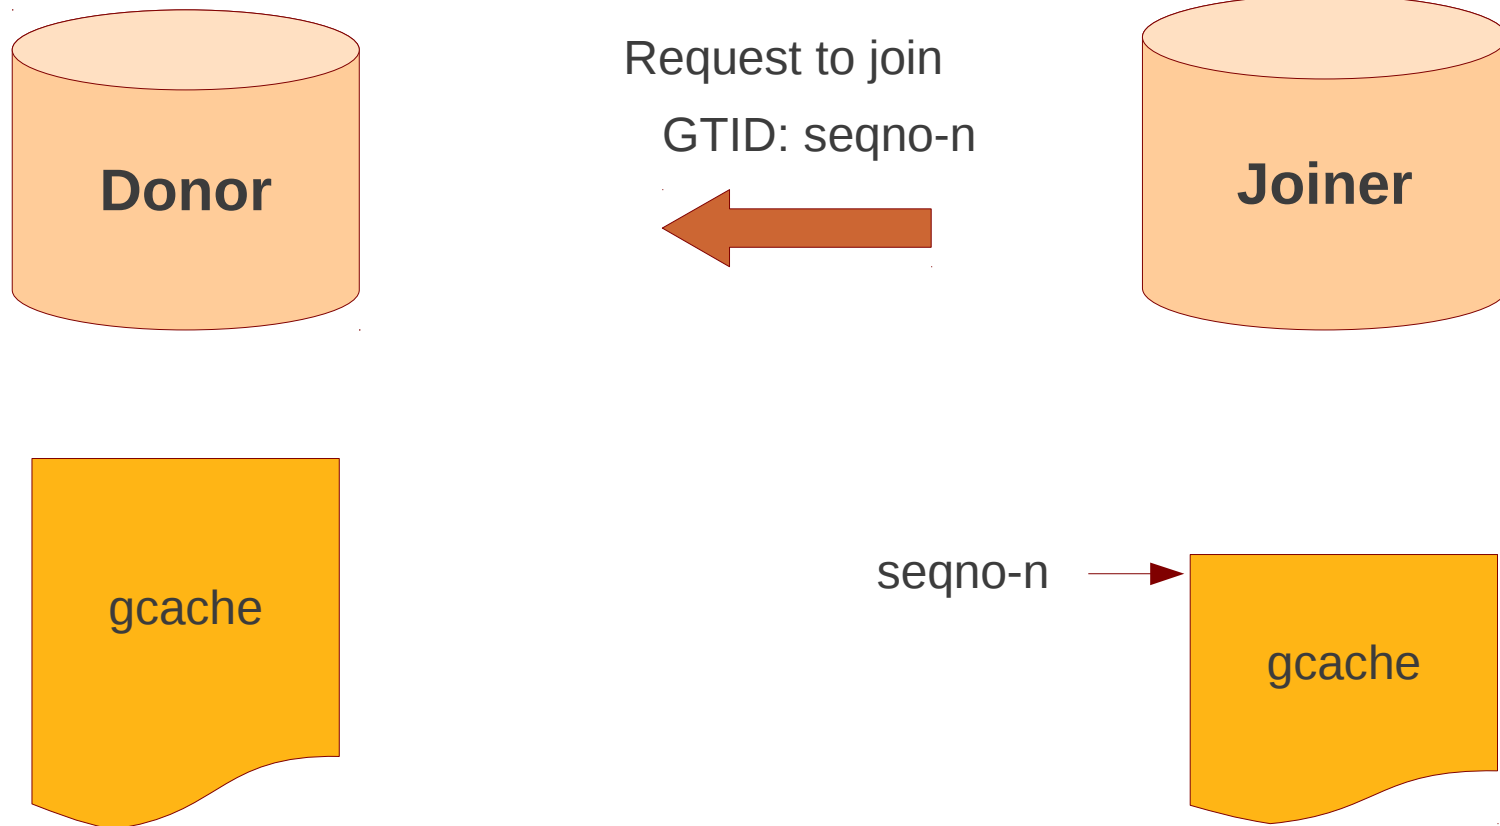 Request to join
GTID: seqno-n
Donor
Joiner
seqno-n
gcache
gcache